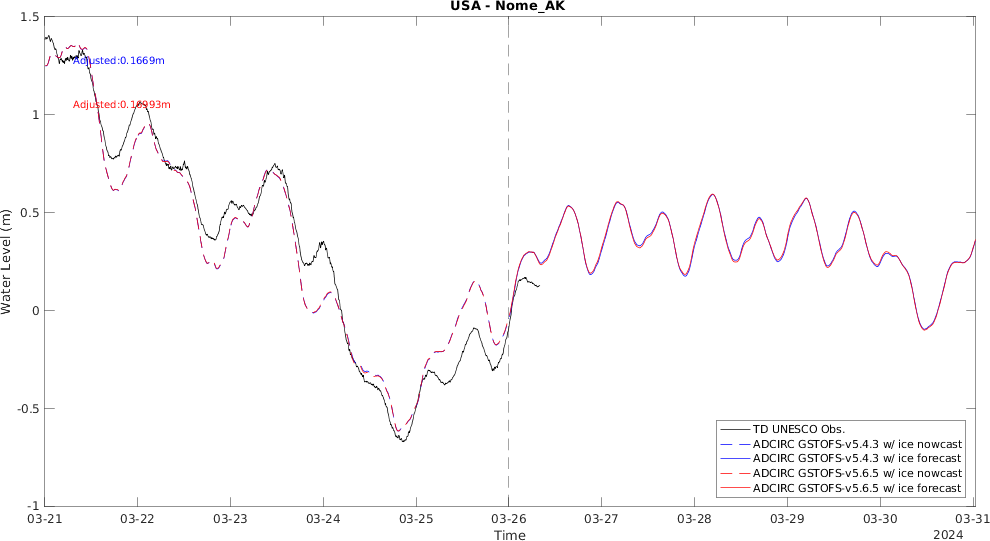 USA - Nome_AK
1.5
Adjusted:0.1669m
Adjusted:0.18993m
1
0.5
0
-0.5
-1
Water Level (m)
TD UNESCO Obs.
ADCIRC GSTOFS-v5.4.3 w/ ice nowcast
ADCIRC GSTOFS-v5.4.3 w/ ice forecast
ADCIRC GSTOFS-v5.6.5 w/ ice nowcast
ADCIRC GSTOFS-v5.6.5 w/ ice forecast
03-21 03-22 03-23 03-24 03-25 03-26 03-27 03-28 03-29 03-30 03-31
Time
2024